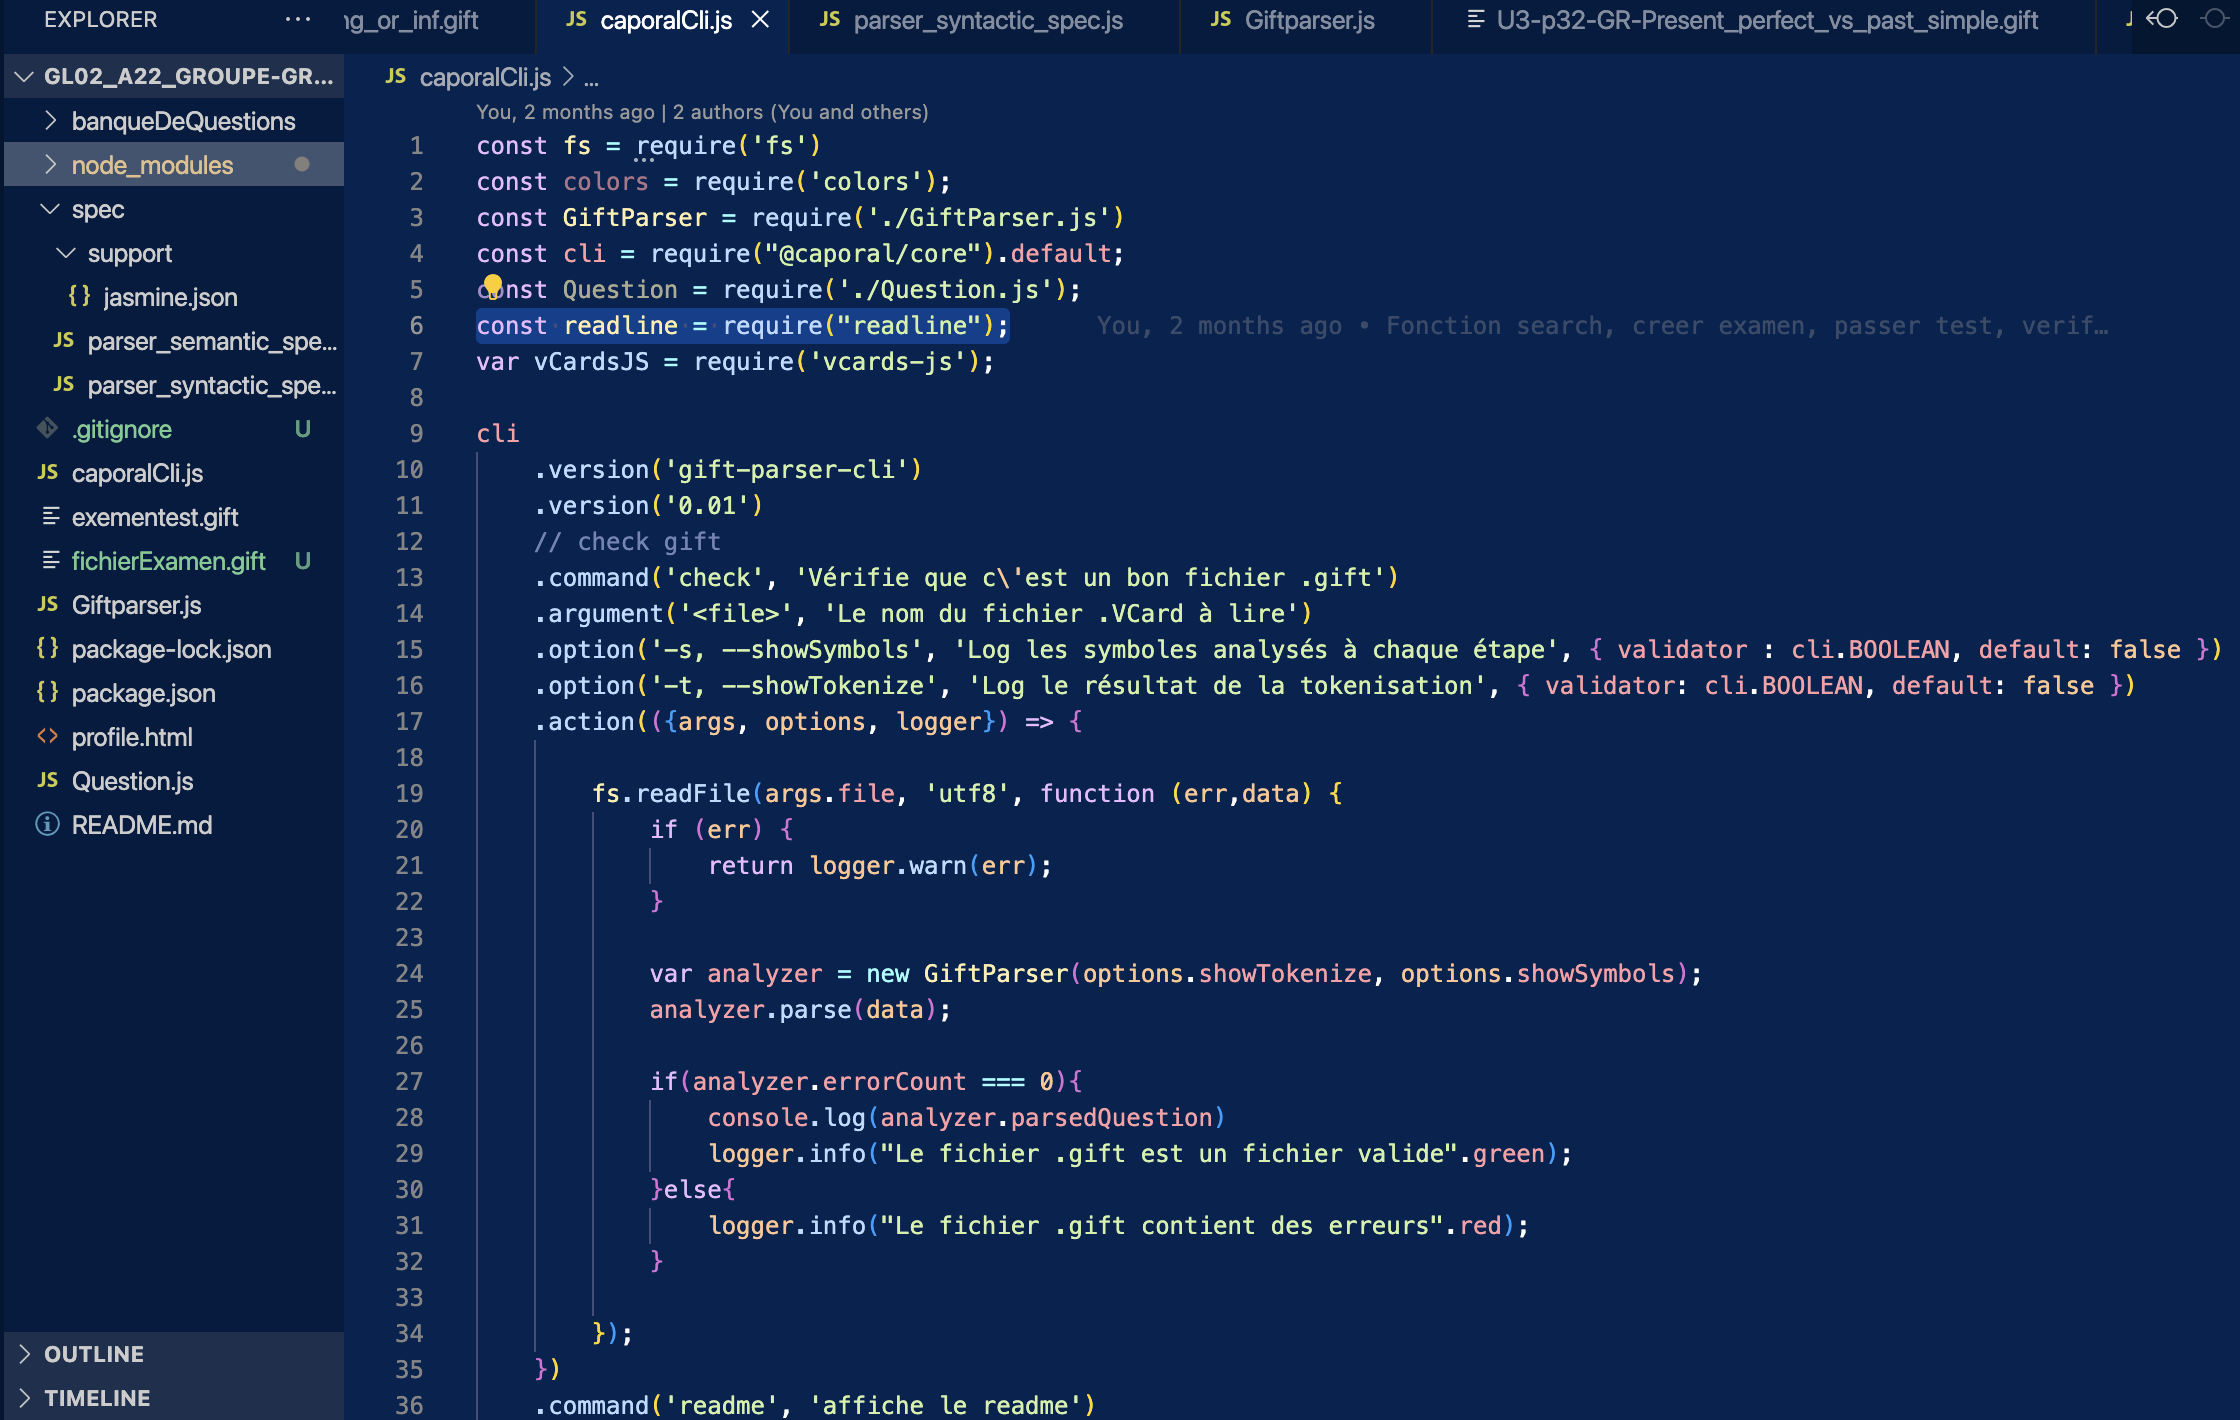 EXPLORER ...
ng_or_inf.gift
JS caporalCli.js
JS parser_syntactic_spec.js
JS Giftparser.js
U3-p32-GR-Present_perfect_vs_past_simple.gift
GL02_A22_GROUPE-GR...
banqueDeQuestions
node_modules
spec
support
{} jasmine.json
JS parser_semantic_spe...
JS parser_syntactic_spe...
.gitignore U
JS caporalCli.js
exementest.gift
fichierExamen.gift U
JS Giftparser.js
{} package-lock.json
{} package.json
<> profile.html
JS Question.js
README.md
OUTLINE
TIMELINE
JS caporalCli.js > ...
You, 2 months ago | 2 authors (You and others)
1 const fs = require('fs')
2 const colors = require('colors');
3 const GiftParser = require('./GiftParser.js')
4 const cli = require("@caporal/core").default;
5 const Question = require('./Question.js');
6 const readline = require("readline"); You, 2 months ago • Fonction search, creer examen, passer test, verif…
7 var vCardsJS = require('vcards-js');
8
9 cli
10 .version('gift-parser-cli')
11 .version('0.01')
12 // check gift
13 .command('check', 'Vérifie que c\'est un bon fichier .gift')
14 .argument('<file>', 'Le nom du fichier .VCard à lire')
15 .option('-s, --showSymbols', 'Log les symboles analysés à chaque étape', { validator : cli.BOOLEAN, default: false })
16 .option('-t, --showTokenize', 'Log le résultat de la tokenisation', { validator: cli.BOOLEAN, default: false })
17 .action(({args, options, logger}) => {
18
19 fs.readFile(args.file, 'utf8', function (err,data) {
20 if (err) {
21 return logger.warn(err);
22 }
23
24 var analyzer = new GiftParser(options.showTokenize, options.showSymbols);
25 analyzer.parse(data);
26
27 if(analyzer.errorCount === 0){
28 console.log(analyzer.parsedQuestion)
29 logger.info("Le fichier .gift est un fichier valide".green);
30 }else{
31 logger.info("Le fichier .gift contient des erreurs".red);
32 }
33
34 });
35 })
36 .command('readme', 'affiche le readme')